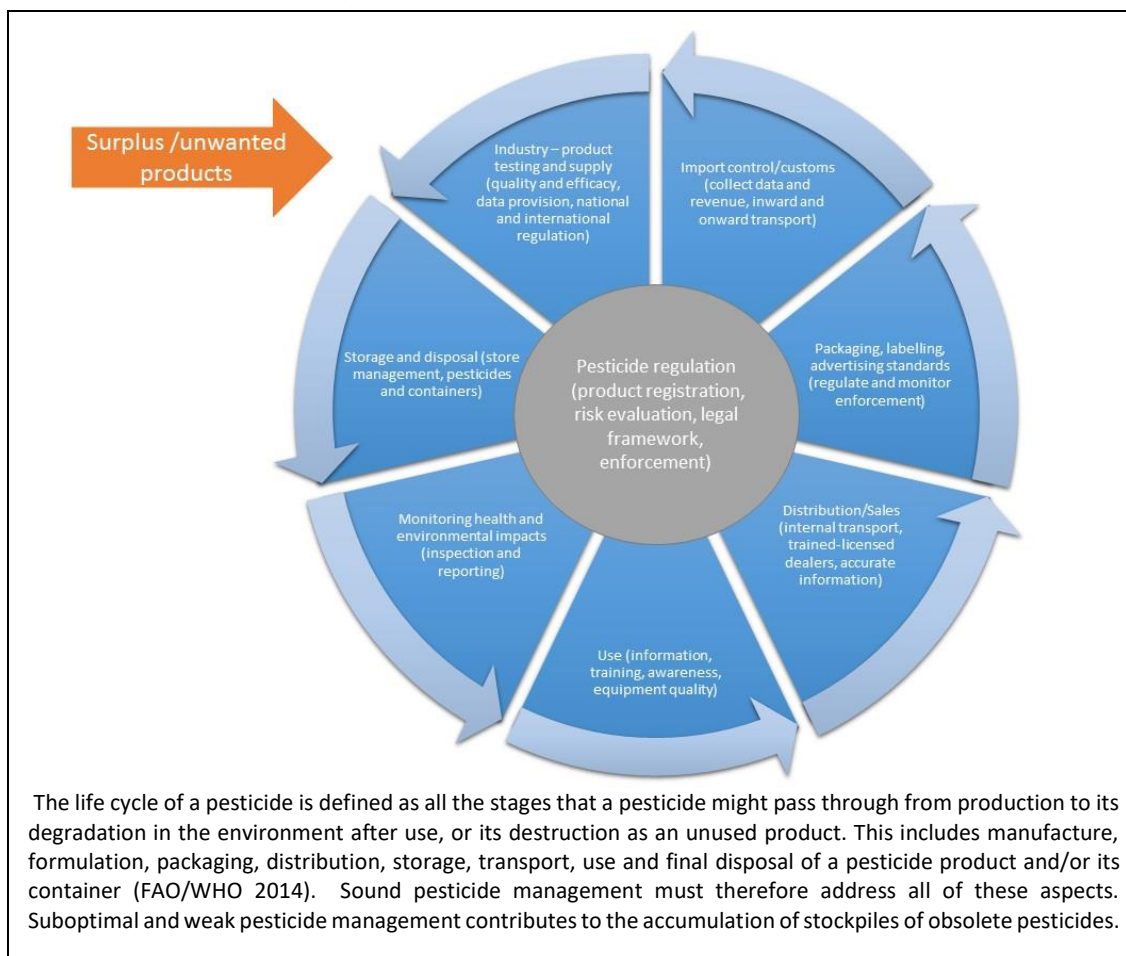 Surplus /unwanted
products
Industry – product
testing and supply
(quality and efficacy,
data provision, national
and international
regulation)
Import control/customs
(collect data and
revenue, inward and
onward transport)
Storage and disposal (store
management, pesticides
and containers)
Pesticide regulation
(product registration,
risk evaluation, legal
framework,
enforcement)
Packaging, labelling,
advertising standards
(regulate and monitor
enforcement)
Monitoring health and
environmental impacts
(inspection and
reporting)
Distribution/Sales
(internal transport,
trained-licensed
dealers, accurate
information)
Use (information,
training, awareness,
equipment quality)
The life cycle of a pesticide is defined as all the stages that a pesticide might pass through from production to its
degradation in the environment after use, or its destruction as an unused product. This includes manufacture,
formulation, packaging, distribution, storage, transport, use and final disposal of a pesticide product and/or its
container (FAO/WHO 2014). Sound pesticide management must therefore address all of these aspects.
Suboptimal and weak pesticide management contributes to the accumulation of stockpiles of obsolete pesticides.